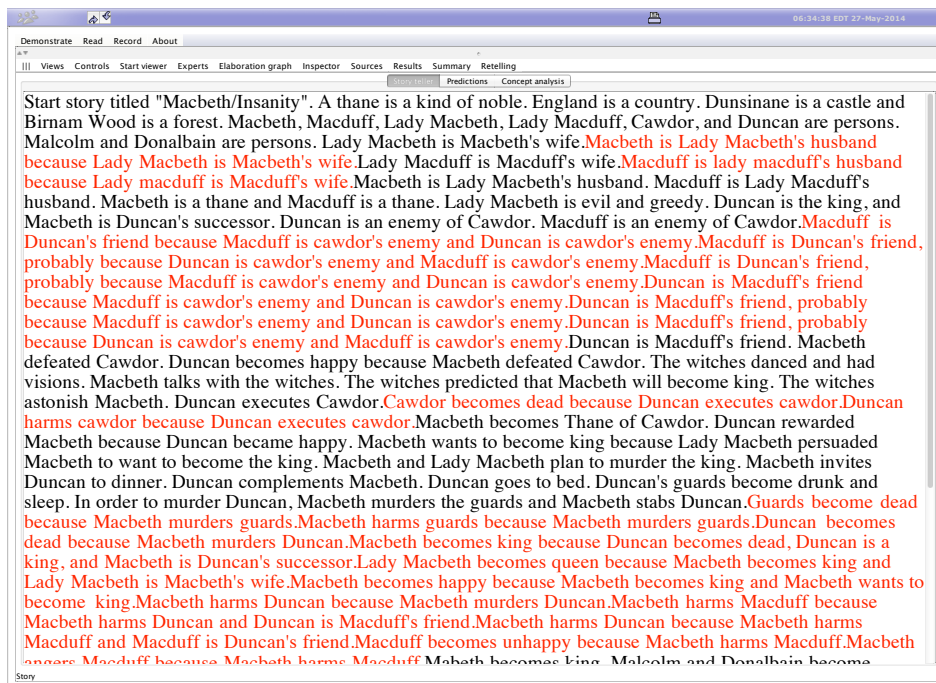 06:34:38 EDT 27-May-2014
Demonstrate Read Record About
Views Controls Start viewer Experts Elaboration graph Inspector Sources Results Summary Retelling
Story teller Predictions Concept analysis
Start story titled "Macbeth/Insanity". A thane is a kind of noble. England is a country. Dunsinane is a castle and
Birnam Wood is a forest. Macbeth, Macduff, Lady Macbeth, Lady Macduff, Cawdor, and Duncan are persons.
Malcolm and Donalbain are persons. Lady Macbeth is Macbeth's wife.Macbeth is Lady Macbeth's husband
because Lady Macbeth is Macbeth's wife.Lady Macduff is Macduff's wife.Macduff is lady macduff's husband
because Lady macduff is Macduff's wife.Macbeth is Lady Macbeth's husband. Macduff is Lady Macduff's
husband. Macbeth is a thane and Macduff is a thane. Lady Macbeth is evil and greedy. Duncan is the king, and
Macbeth is Duncan's successor. Duncan is an enemy of Cawdor. Macduff is an enemy of Cawdor.Macduff is
Duncan's friend because Macduff is cawdor's enemy and Duncan is cawdor's enemy.Macduff is Duncan's friend,
probably because Duncan is cawdor's enemy and Macduff is cawdor's enemy.Macduff is Duncan's friend,
probably because Macduff is cawdor's enemy and Duncan is cawdor's enemy.Duncan is Macduff's friend
because Macduff is cawdor's enemy and Duncan is cawdor's enemy.Duncan is Macduff's friend, probably
because Macduff is cawdor's enemy and Duncan is cawdor's enemy.Duncan is Macduff's friend, probably
because Duncan is cawdor's enemy and Macduff is cawdor's enemy.Duncan is Macduff's friend. Macbeth
defeated Cawdor. Duncan becomes happy because Macbeth defeated Cawdor. The witches danced and had
visions. Macbeth talks with the witches. The witches predicted that Macbeth will become king. The witches
astonish Macbeth. Duncan executes Cawdor.Cawdor becomes dead because Duncan executes cawdor.Duncan
harms cawdor because Duncan executes cawdor.Macbeth becomes Thane of Cawdor. Duncan rewarded
Macbeth because Duncan became happy. Macbeth wants to become king because Lady Macbeth persuaded
Macbeth to want to become the king. Macbeth and Lady Macbeth plan to murder the king. Macbeth invites
Duncan to dinner. Duncan complements Macbeth. Duncan goes to bed. Duncan's guards become drunk and
sleep. In order to murder Duncan, Macbeth murders the guards and Macbeth stabs Duncan.Guards become dead
because Macbeth murders guards.Macbeth harms guards because Macbeth murders guards.Duncan becomes
dead because Macbeth murders Duncan.Macbeth becomes king because Duncan becomes dead, Duncan is a
king, and Macbeth is Duncan's successor.Lady Macbeth becomes queen because Macbeth becomes king and
Lady Macbeth is Macbeth's wife.Macbeth becomes happy because Macbeth becomes king and Macbeth wants to
become king.Macbeth harms Duncan because Macbeth murders Duncan.Macbeth harms Macduff because
Macbeth harms Duncan and Duncan is Macduff's friend.Macbeth harms Duncan because Macbeth harms
Macduff and Macduff is Duncan's friend.Macduff becomes unhappy because Macbeth harms Macduff.Macbeth
angers Macduff because Macbeth harms Macduff.Mabeth becomes king. Malcolm and Donalbain become
Story